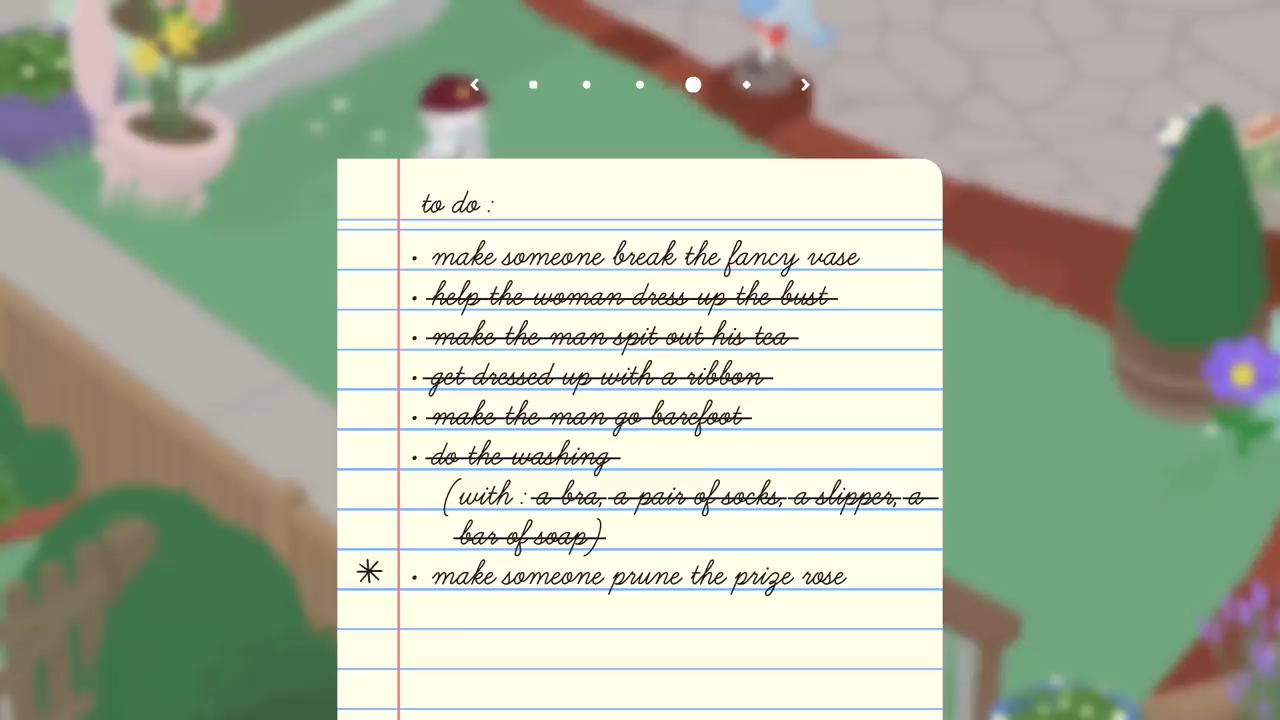 to do :
• make someone break the fancy vase
• help the woman dress up the bust
• make the man spit out his tea
• get dressed up with a ribbon
• make the man go barefoot
• do the washing
(with : a bra, a pair of socks, a slipper, a
bar of soap)
• make someone prune the prize rose